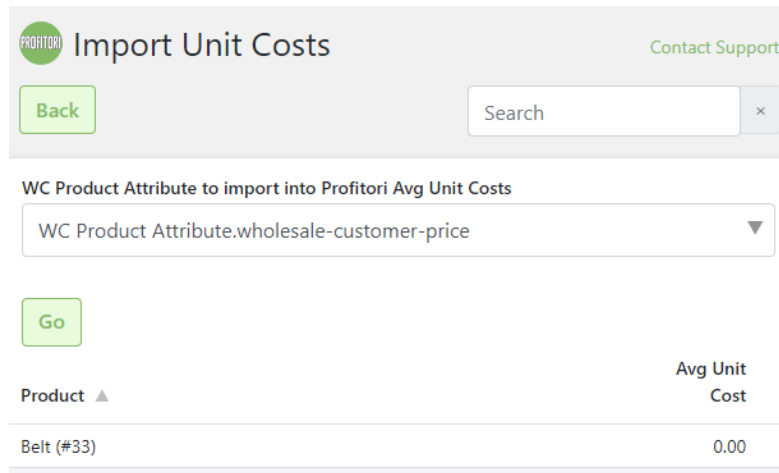 PROFITORI Import Unit Costs
Contact Support
Back
Search
×
WC Product Attribute to import into Profitori Avg Unit Costs
WC Product Attribute.wholesale-customer-price
Go
Avg Unit
Product Cost
Belt (#33) 0.00